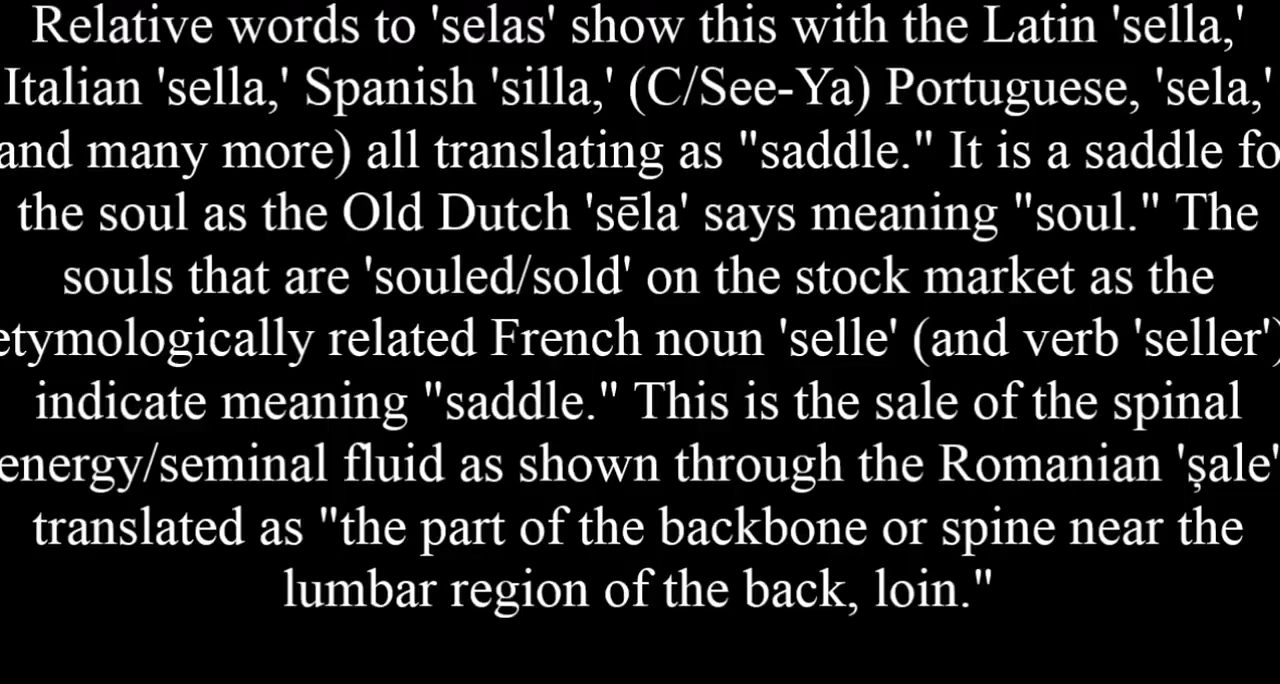 Relative words to 'selas' show this with the Latin 'sella,'
Italian 'sella,' Spanish 'silla,' (C/See-Ya) Portuguese, 'sela,'
and many more) all translating as "saddle." It is a saddle fo
the soul as the Old Dutch 'sēla' says meaning "soul." The
souls that are 'souled/sold' on the stock market as the
etymologically related French noun 'selle' (and verb 'seller')
indicate meaning "saddle." This is the sale of the spinal
energy/seminal fluid as shown through the Romanian 'șale'
translated as "the part of the backbone or spine near the
lumbar region of the back, loin."